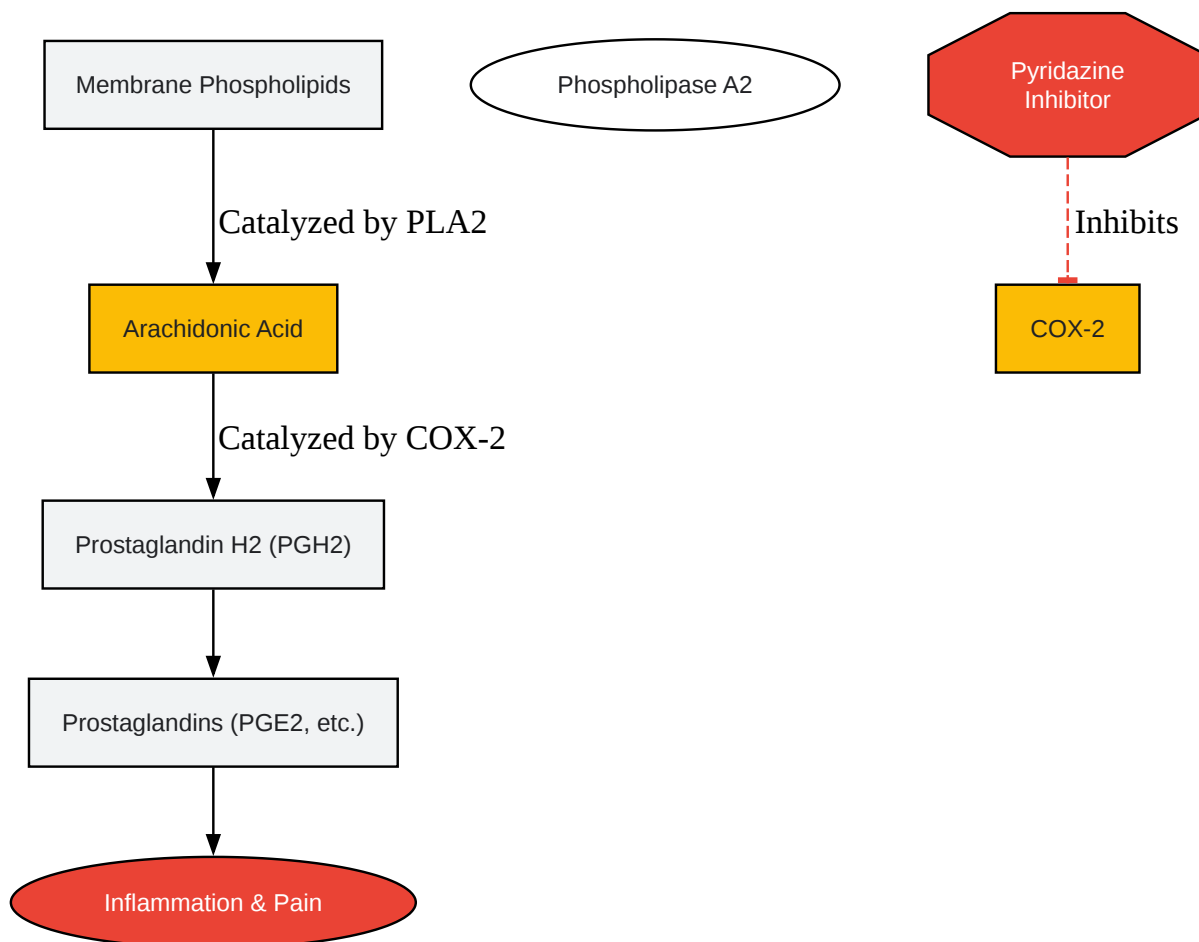 Membrane Phospholipids
Phospholipase A2
Pyridazine
Inhibitor
Catalyzed by PLA2
Inhibits
Arachidonic Acid
COX-2
Catalyzed by COX-2
Prostaglandin H2 (PGH2)
Prostaglandins (PGE2, etc.)
Inflammation & Pain